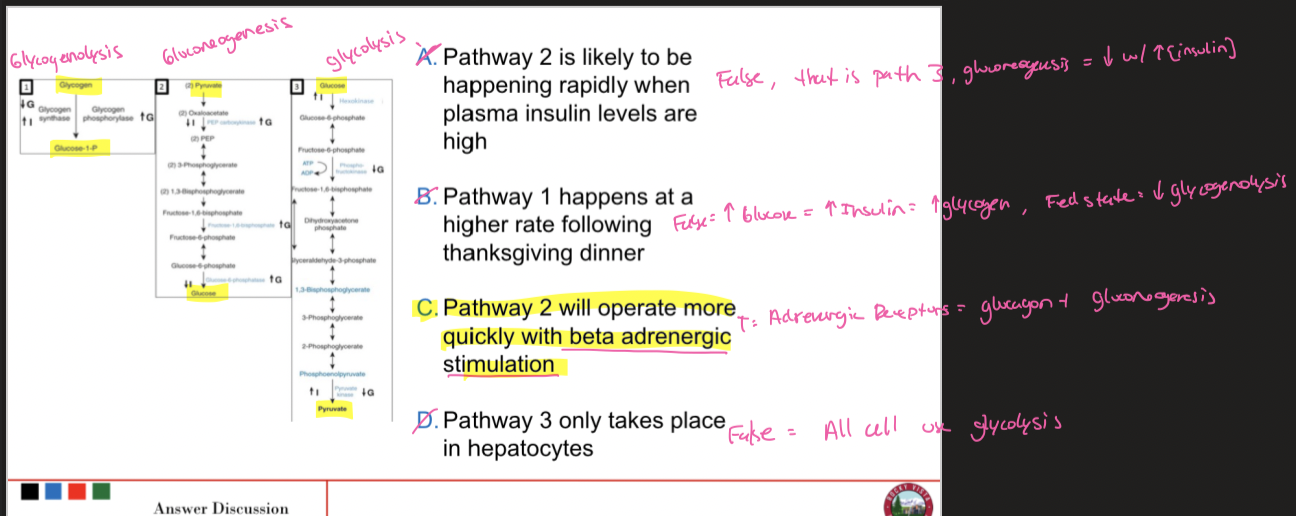 Glycogenolysis
Gluconeogenesis
glycolysis
1
Glycogen
↓G
↑I
Glycogen synthase
Glycogen phosphorylase ↑G
Glucose-1-P
2
(2) Pyruvate
(2) Oxaloacetate
↓I PEP carboxykinase ↑G
(2) PEP
(2) 3-Phosphoglycerate
(2) 1,3-Bisphosphoglycerate
Fructose-1,6-bisphosphate
Fructose-1,6-bisphosphatase ↑G
Fructose-6-phosphate
Glucose-6-phosphate
↓I Glucose-6-phosphatase ↑G
Glucose
3
Glucose
↑I Hexokinase
Glucose-6-phosphate
Fructose-6-phosphate
ATP
ADP
Phospho-
fructokinase ↓G
Fructose-1,6-bisphosphate
Dihydroxyacetone
phosphate
Glyceraldehyde-3-phosphate
1,3-Bisphosphoglycerate
3-Phosphoglycerate
2-Phosphoglycerate
Phosphoenolpyruvate
↑I Pyruvate kinase ↓G
Pyruvate
A. Pathway 2 is likely to be
happening rapidly when
plasma insulin levels are
high
False, that is path 3, gluconeogeusis = ↓ w/ ↑[insulin]
B. Pathway 1 happens at a
higher rate following
thanksgiving dinner
False= ↑ Glucose = ↑ Insulin= ↑glycogen, Fed state= ↓ glycogenolysis
C. Pathway 2 will operate more
quickly with beta adrenergic
stimulation
T= Adrenergic Receptors = glucagon + gluconeogenesis
D. Pathway 3 only takes place
in hepatocytes
False = All cell use glycolysis
Answer Discussion
ROCKY VISTA